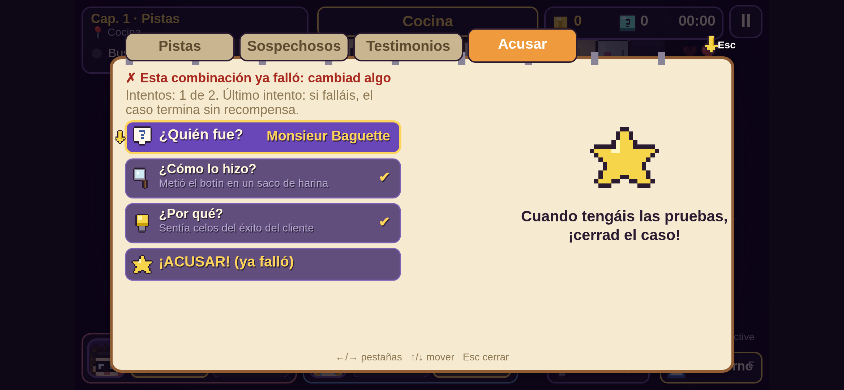 Cap. 1 · Pistas
Cocina
Cocina
0
0
00:00
Bus
Pistas
Sospechosos
Testimonios
Acusar
Esc
✗ Esta combinación ya falló: cambiad algo
Intentos: 1 de 2. Último intento: si falláis, el
caso termina sin recompensa.
¿Quién fue? Monsieur Baguette
¿Cómo lo hizo?
Metió el botín en un saco de harina
✔
¿Por qué?
Sentía celos del éxito del cliente
✔
¡ACUSAR! (ya falló)
Cuando tengáis las pruebas,
¡cerrad el caso!
←/→ pestañas ↑/↓ mover Esc cerrar